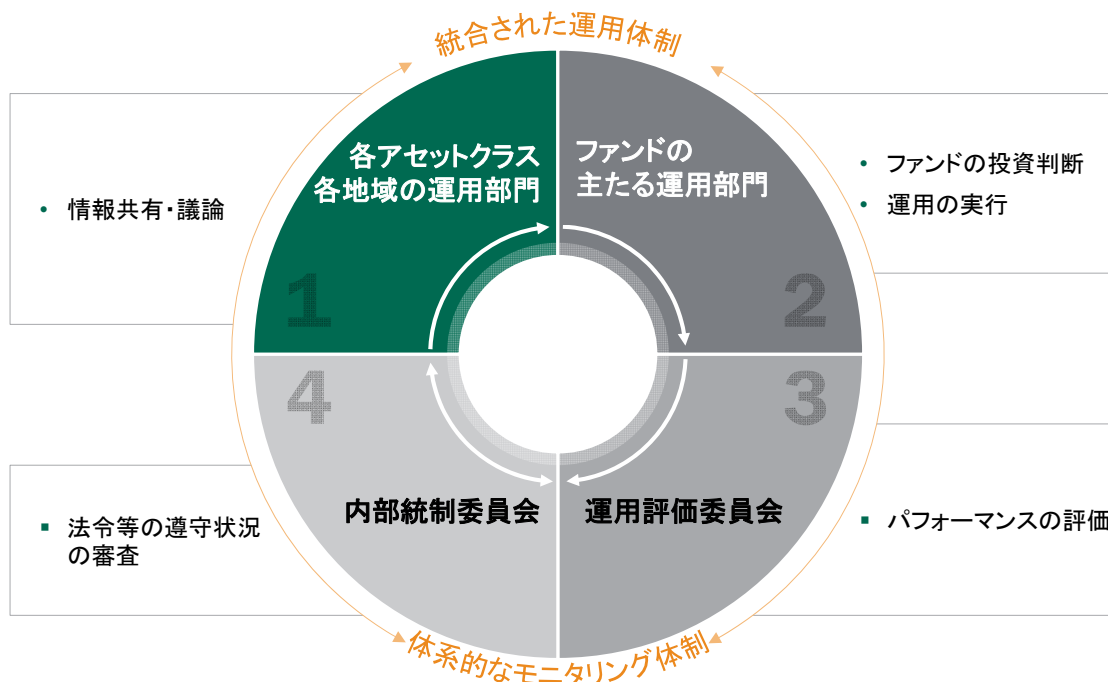 統合された運用体制
各アセットクラス
各地域の運用部門
ファンドの
主たる運用部門
• 情報共有・議論
• ファンドの投資判断
• 運用の実行
1
2
4
3
内部統制委員会
運用評価委員会
▪ 法令等の遵守状況
の審査
▪ パフォーマンスの評価
体系的なモニタリング体制